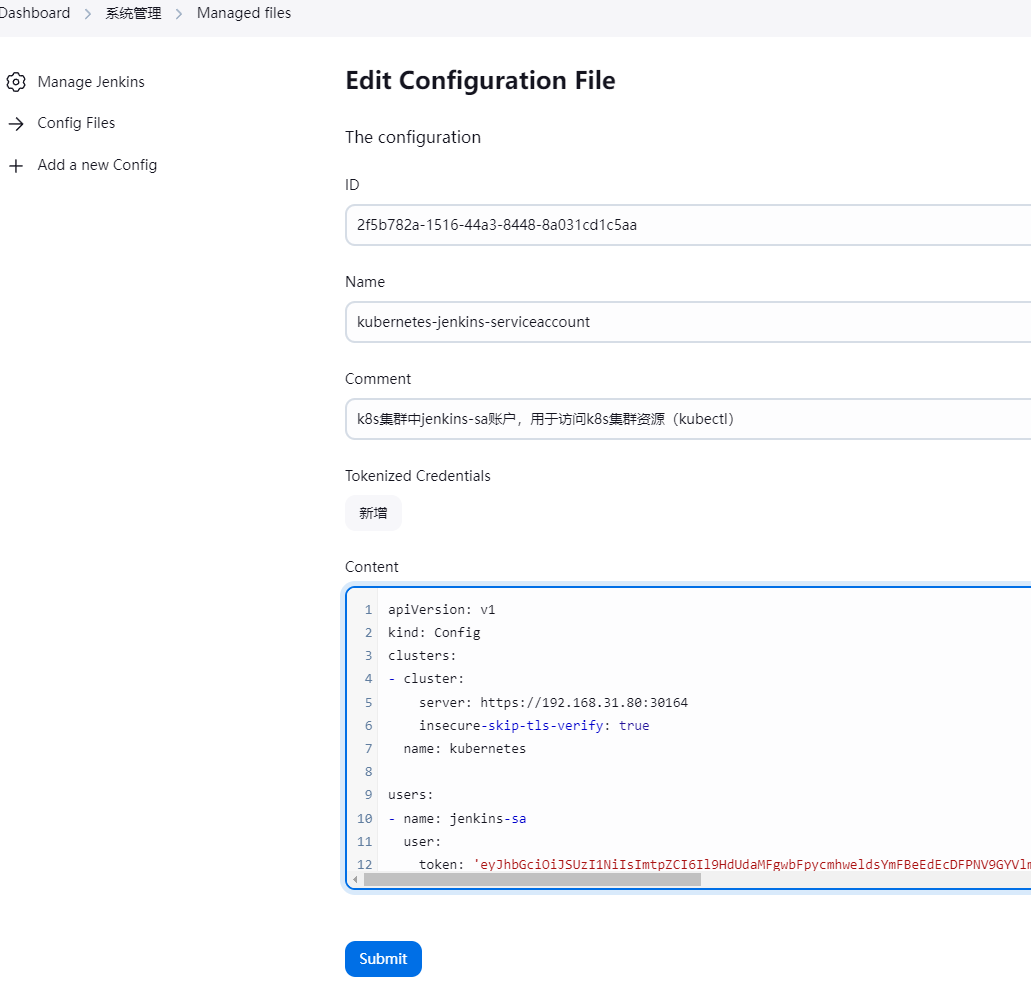 Dashboard > 系统管理 > Managed files
Manage Jenkins
Config Files
Add a new Config
Edit Configuration File
The configuration
ID
2f5b782a-1516-44a3-8448-8a031cd1c5aa
Name
kubernetes-jenkins-serviceaccount
Comment
k8s集群中jenkins-sa账户，用于访问k8s集群资源（kubectl）
Tokenized Credentials
新增
Content
1 apiVersion: v1
2 kind: Config
3 clusters:
4 - cluster:
5 server: https://192.168.31.80:30164
6 insecure-skip-tls-verify: true
7 name: kubernetes
8
9 users:
10 - name: jenkins-sa
11 user:
12 token: 'eyJhbGciOiJSUzI1NiIsImtpZCI6Il9HdUdaMFgwbFpycmhweldsYmFBeEdEcDFPNV9GYVlm
Submit